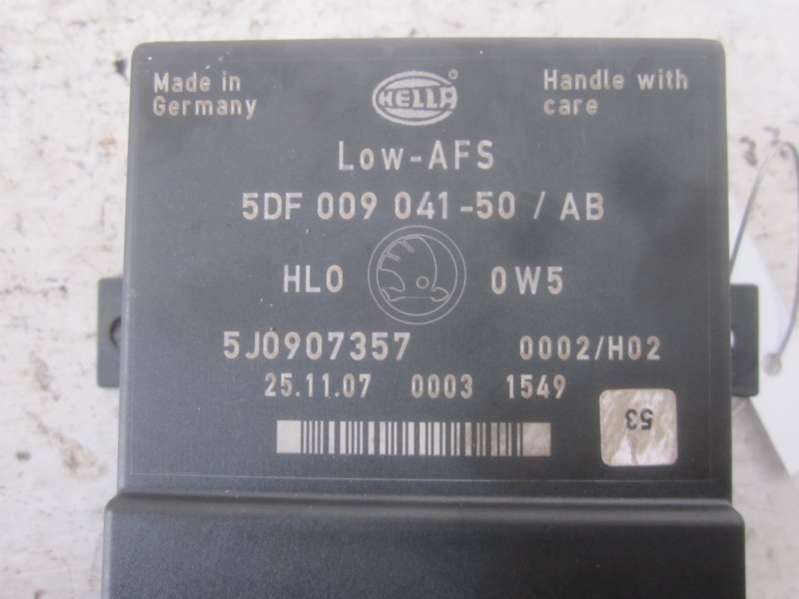 Made in
Germany
HELLA ®
Handle with
care
Low-AFS
5DF 009 041-50 / AB
HL0 0W5
5J0907357 0002/H02
25.11.07 0003 1549
53